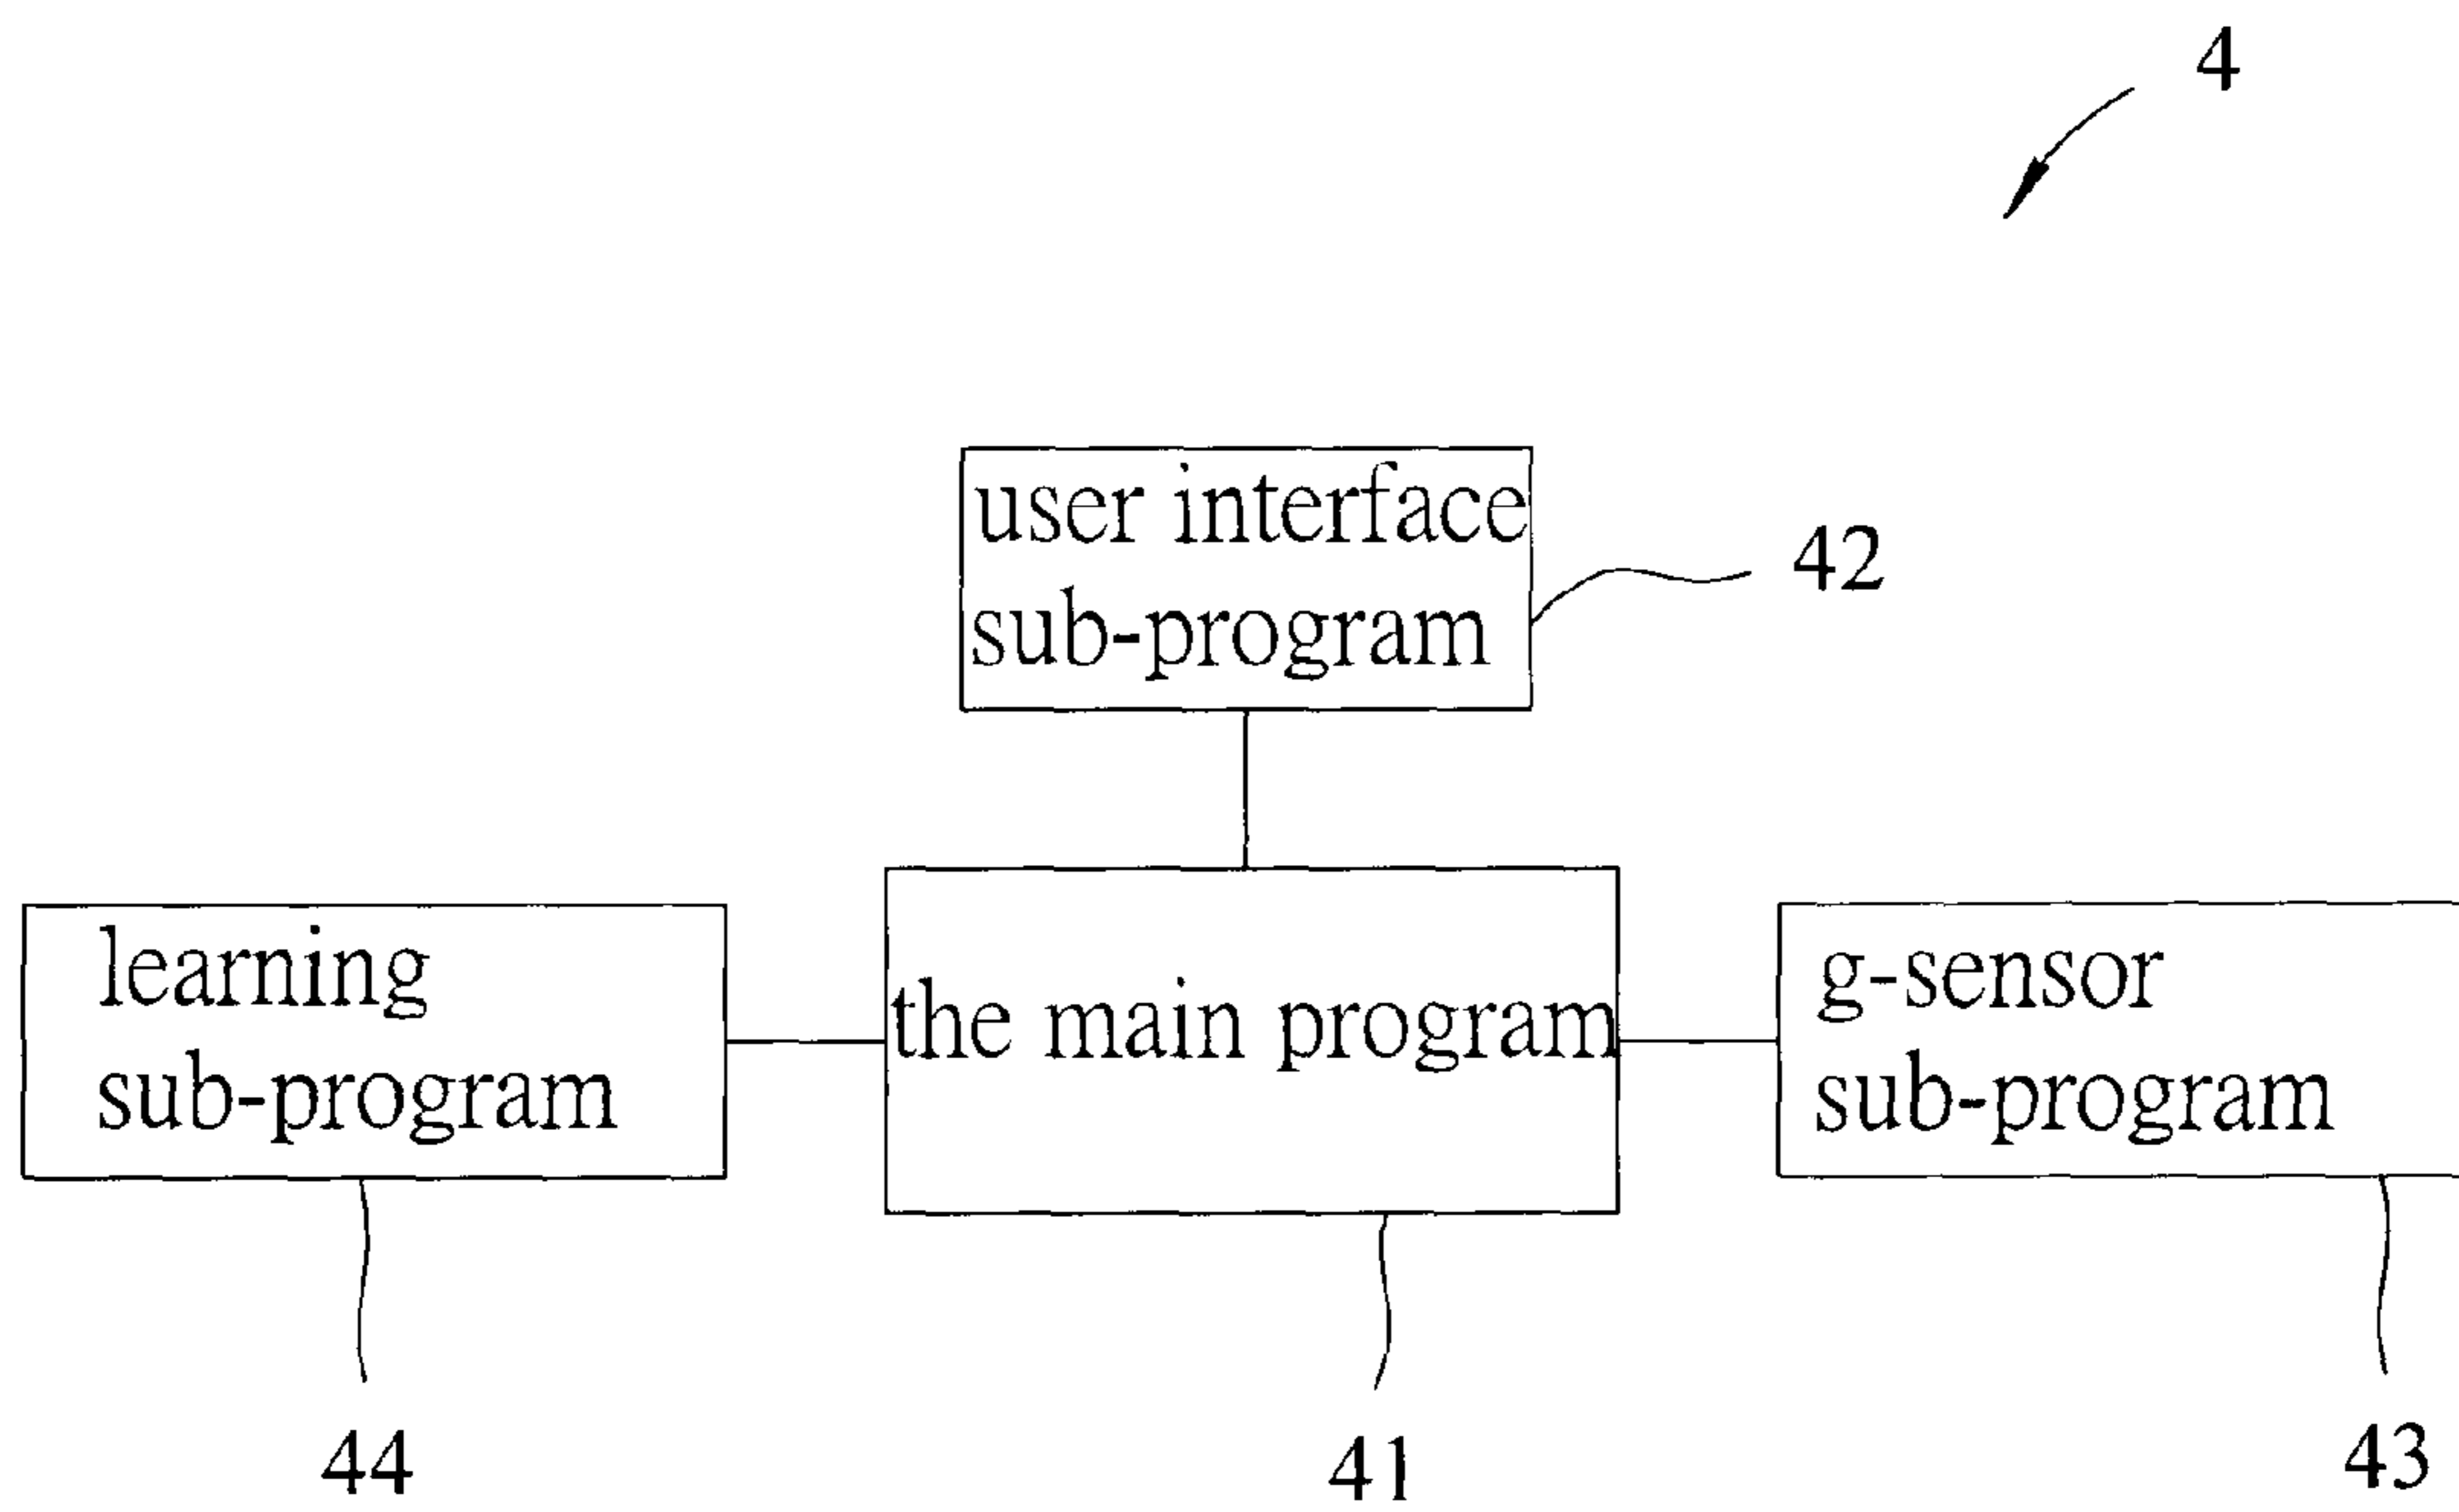 4
user interface
sub-program
42
learning
sub-program
the main program
g-sensor
sub-program
44
41
43